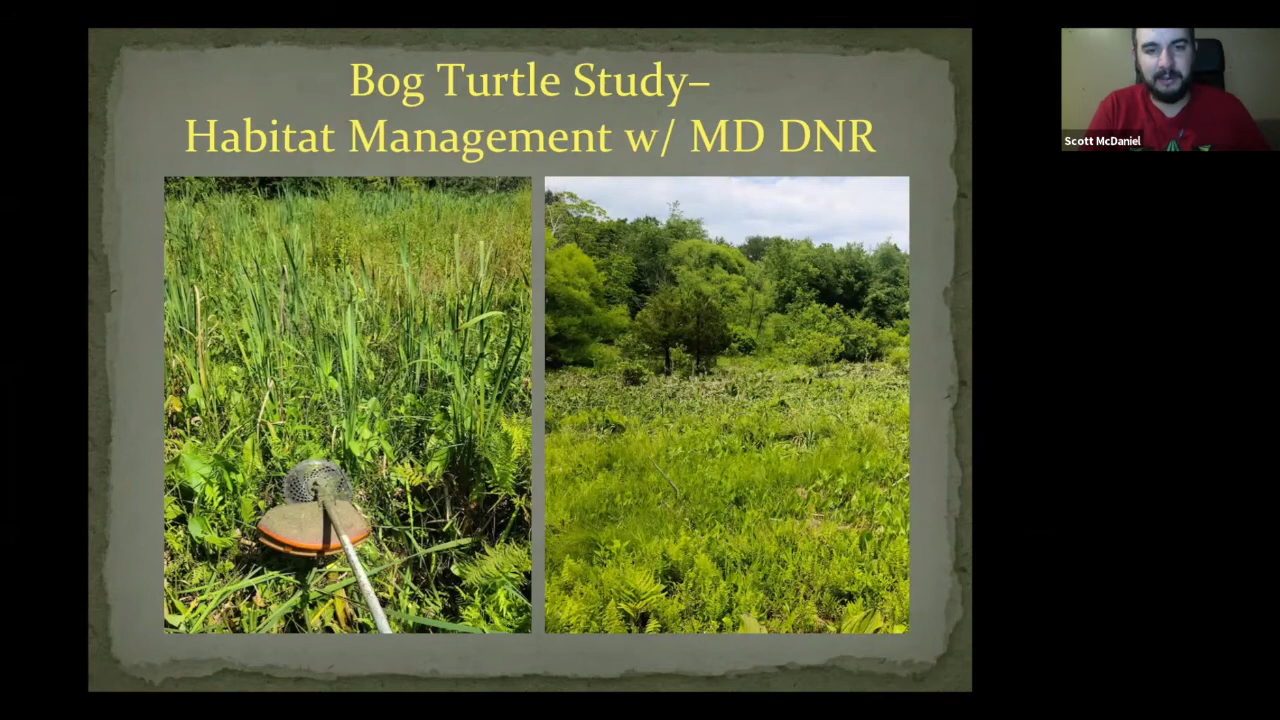 Bog Turtle Study–
Habitat Management w/ MD DNR
Scott McDaniel